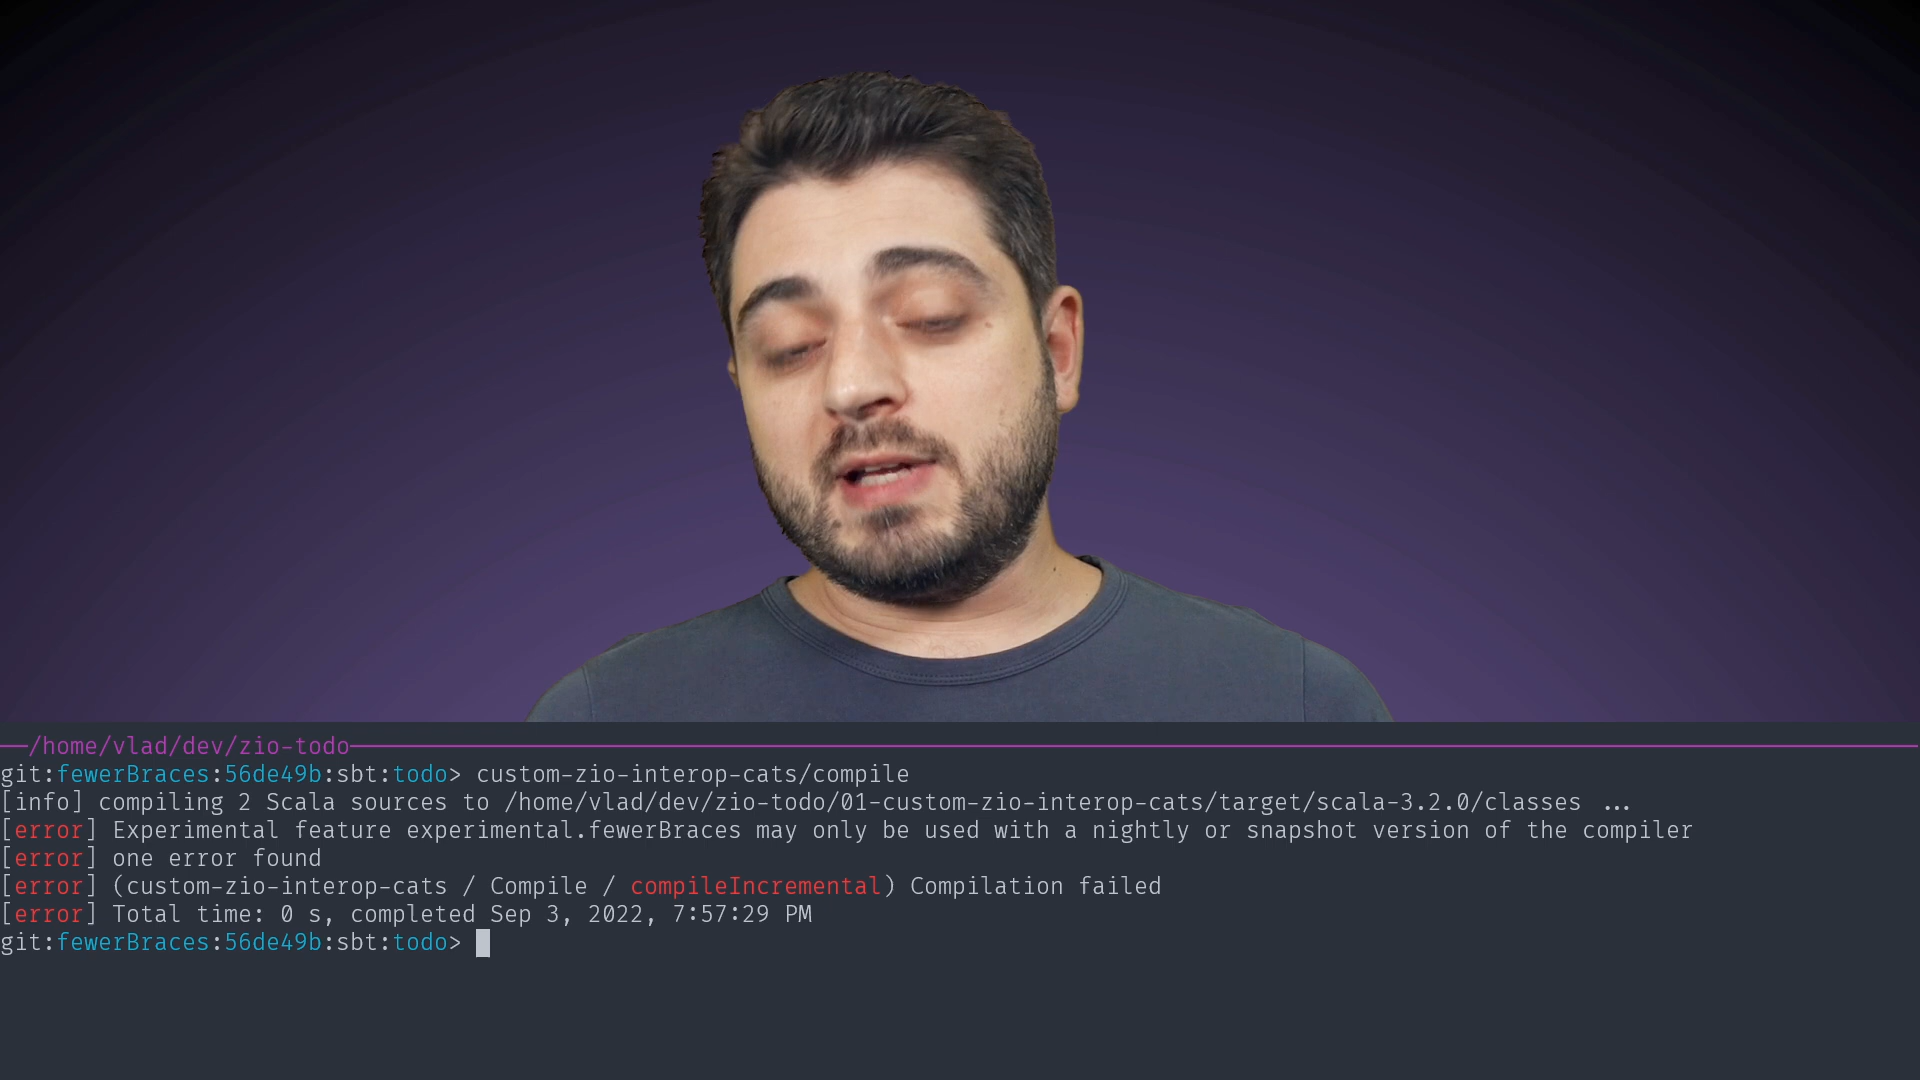 /home/vlad/dev/zio-todo
git:fewerBraces:56de49b:sbt:todo> custom-zio-interop-cats/compile
[info] compiling 2 Scala sources to /home/vlad/dev/zio-todo/01-custom-zio-interop-cats/target/scala-3.2.0/classes ...
[error] Experimental feature experimental.fewerBraces may only be used with a nightly or snapshot version of the compiler
[error] one error found
[error] (custom-zio-interop-cats / Compile / compileIncremental) Compilation failed
[error] Total time: 0 s, completed Sep 3, 2022, 7:57:29 PM
git:fewerBraces:56de49b:sbt:todo>